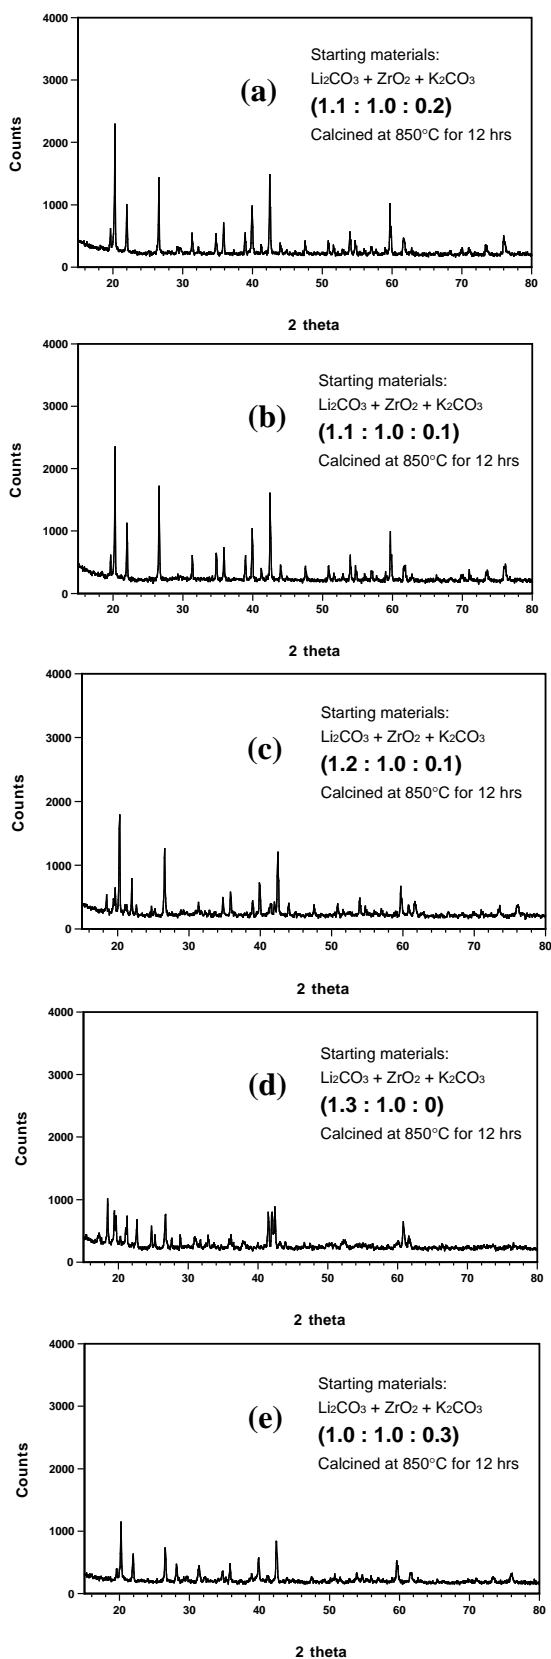 4000
Starting materials:
Li₂CO₃ + ZrO₂ + K₂CO₃
(a)
(1.1 : 1.0 : 0.2)
3000
Calcined at 850°C for 12 hrs
Counts
2000
1000
0
20 30 40 50 60 70 80
2 theta
4000
Starting materials:
Li₂CO₃ + ZrO₂ + K₂CO₃
(b)
(1.1 : 1.0 : 0.1)
3000
Calcined at 850°C for 12 hrs
Counts
2000
1000
0
20 30 40 50 60 70 80
2 theta
4000
Starting materials:
Li₂CO₃ + ZrO₂ + K₂CO₃
(c)
(1.2 : 1.0 : 0.1)
3000
Calcined at 850°C for 12 hrs
Counts
2000
1000
0
20 30 40 50 60 70 80
2 theta
4000
Starting materials:
Li₂CO₃ + ZrO₂ + K₂CO₃
(d)
(1.3 : 1.0 : 0)
3000
Calcined at 850°C for 12 hrs
Counts
2000
1000
0
20 30 40 50 60 70 80
2 theta
4000
Starting materials:
Li₂CO₃ + ZrO₂ + K₂CO₃
(e)
(1.0 : 1.0 : 0.3)
3000
Calcined at 850°C for 12 hrs
Counts
2000
1000
0
20 30 40 50 60 70 80
2 theta